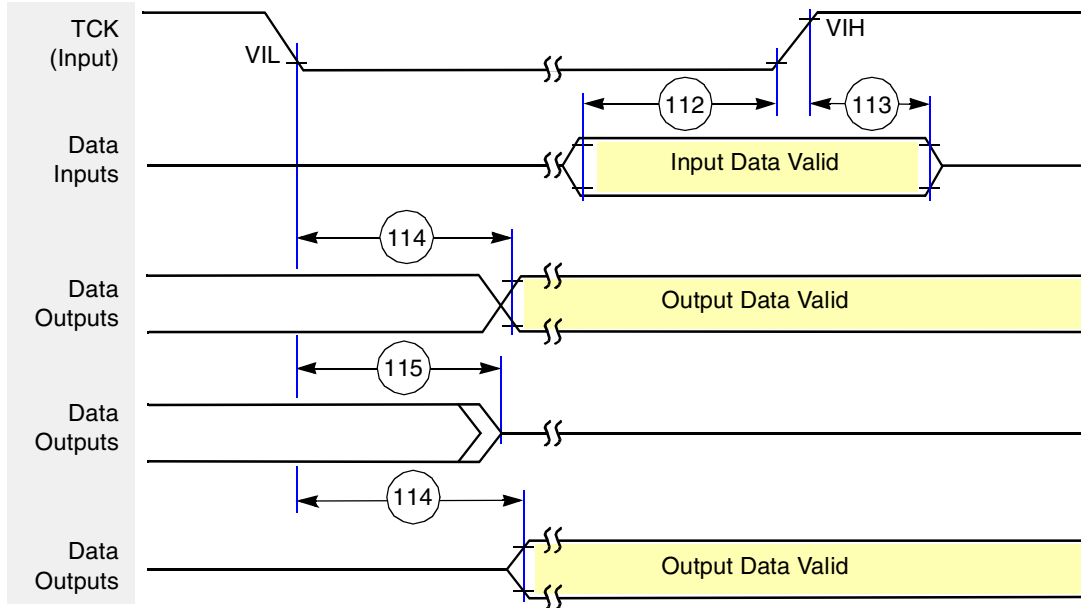 TCK
(Input)
VIL
VIH
112
113
Data
Inputs
Input Data Valid
114
Data
Outputs
Output Data Valid
115
Data
Outputs
114
Data
Outputs
Output Data Valid